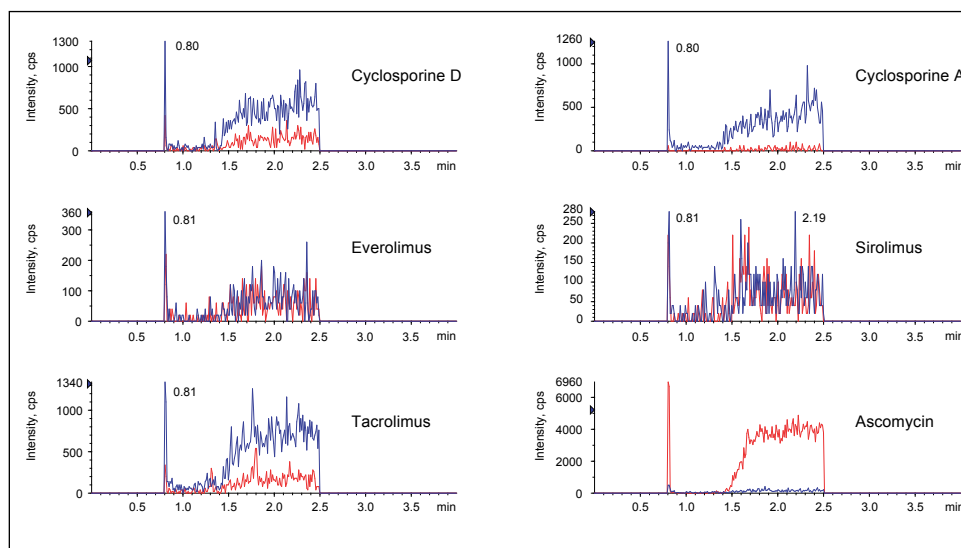 1300
0.80
Cyclosporine D
1000
500
0
Intensity, cps
0.5 1.0 1.5 2.0 2.5 3.0 3.5 min
1260
0.80
Cyclosporine A
1000
500
0
Intensity, cps
0.5 1.0 1.5 2.0 2.5 3.0 3.5 min
360
0.81
300
Everolimus
200
100
0
Intensity, cps
0.5 1.0 1.5 2.0 2.5 3.0 3.5 min
280
0.81 2.19
Sirolimus
250
200
150
100
50
0
Intensity, cps
0.5 1.0 1.5 2.0 2.5 3.0 3.5 min
1340
0.81
1000
Tacrolimus
500
0
Intensity, cps
0.5 1.0 1.5 2.0 2.5 3.0 3.5 min
6960
6000
Ascomycin
4000
2000
0
Intensity, cps
0.5 1.0 1.5 2.0 2.5 3.0 3.5 min